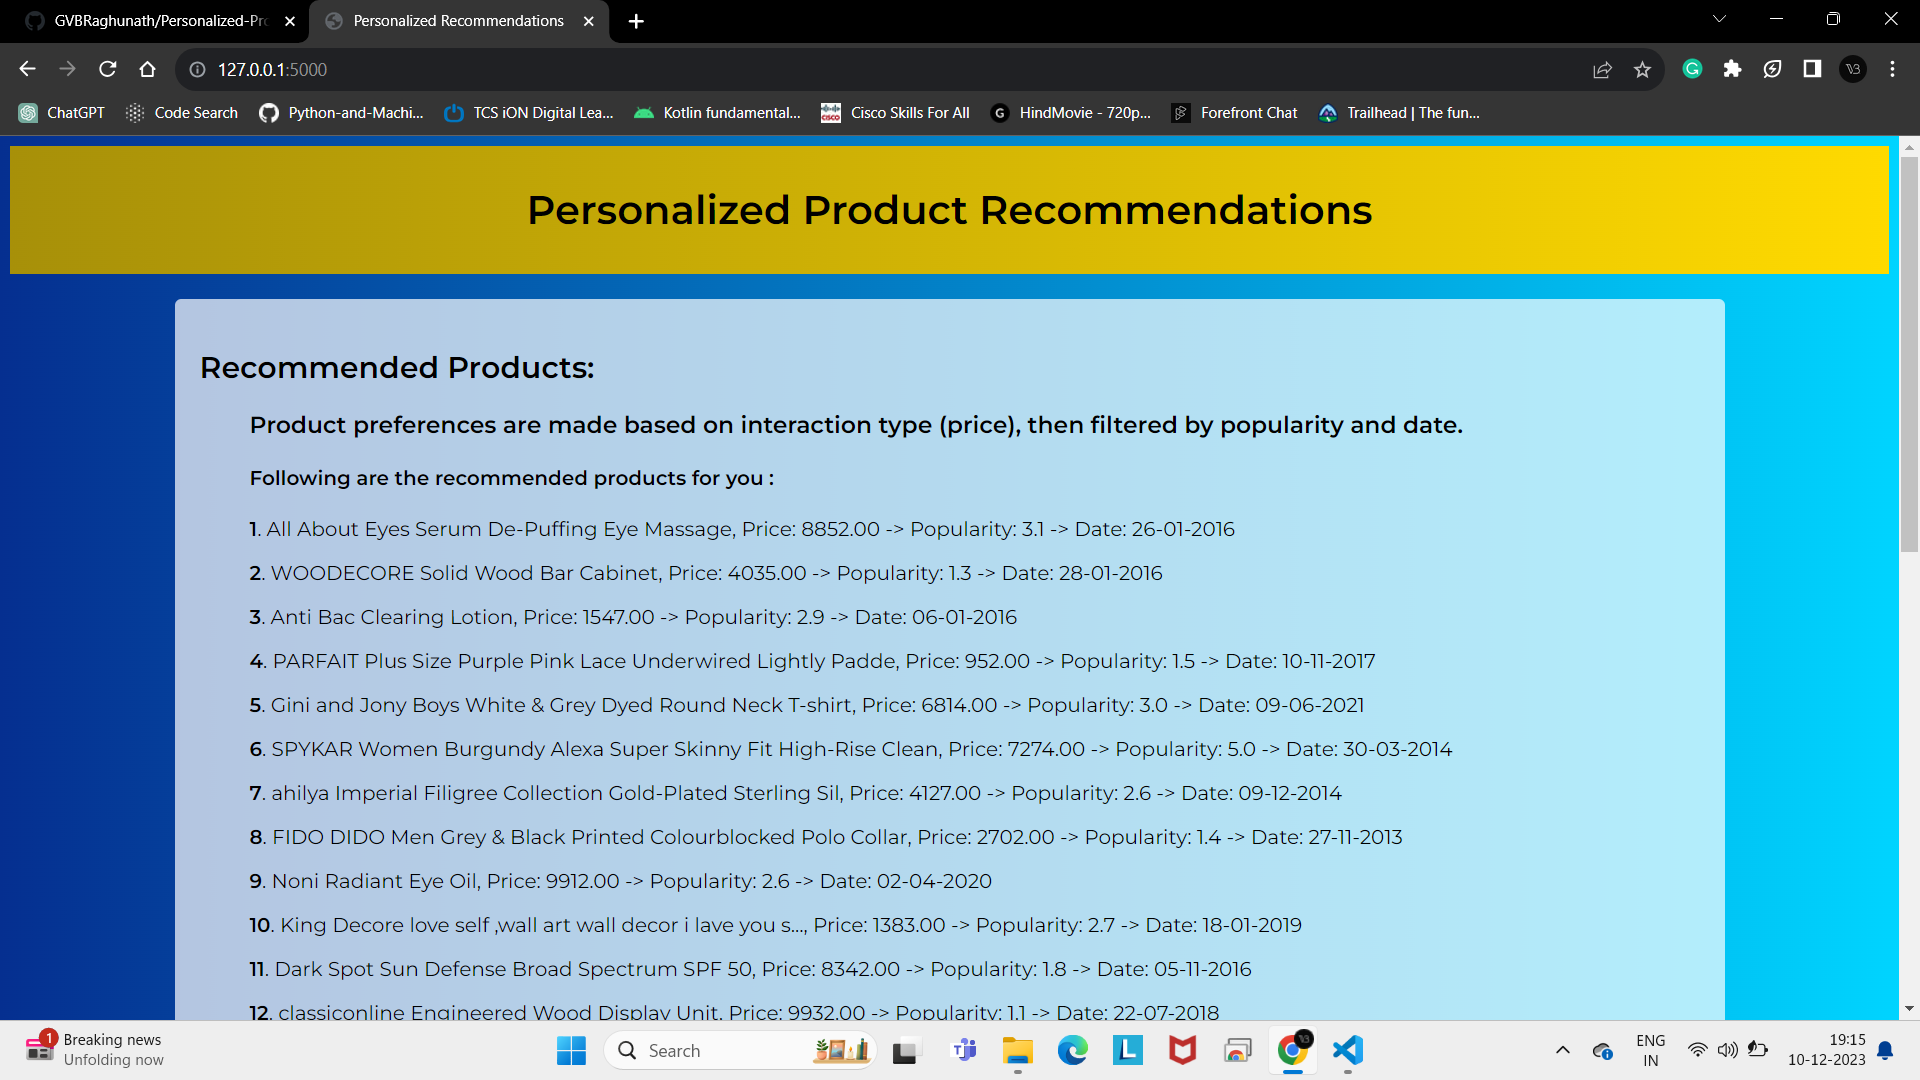 GVBRaghunath/Personalized-Pro
Personalized Recommendations
127.0.0.1:5000
ChatGPT
Code Search
Python-and-Machi...
TCS iON Digital Lea...
Kotlin fundamental...
Cisco Skills For All
HindMovie - 720p...
Forefront Chat
Trailhead | The fun...
Personalized Product Recommendations
Recommended Products:
Product preferences are made based on interaction type (price), then filtered by popularity and date.
Following are the recommended products for you :
1. All About Eyes Serum De-Puffing Eye Massage, Price: 8852.00 -> Popularity: 3.1 -> Date: 26-01-2016
2. WOODECORE Solid Wood Bar Cabinet, Price: 4035.00 -> Popularity: 1.3 -> Date: 28-01-2016
3. Anti Bac Clearing Lotion, Price: 1547.00 -> Popularity: 2.9 -> Date: 06-01-2016
4. PARFAIT Plus Size Purple Pink Lace Underwired Lightly Padde, Price: 952.00 -> Popularity: 1.5 -> Date: 10-11-2017
5. Gini and Jony Boys White & Grey Dyed Round Neck T-shirt, Price: 6814.00 -> Popularity: 3.0 -> Date: 09-06-2021
6. SPYKAR Women Burgundy Alexa Super Skinny Fit High-Rise Clean, Price: 7274.00 -> Popularity: 5.0 -> Date: 30-03-2014
7. ahilya Imperial Filigree Collection Gold-Plated Sterling Sil, Price: 4127.00 -> Popularity: 2.6 -> Date: 09-12-2014
8. FIDO DIDO Men Grey & Black Printed Colourblocked Polo Collar, Price: 2702.00 -> Popularity: 1.4 -> Date: 27-11-2013
9. Noni Radiant Eye Oil, Price: 9912.00 -> Popularity: 2.6 -> Date: 02-04-2020
10. King Decore love self ,wall art wall decor i lave you s..., Price: 1383.00 -> Popularity: 2.7 -> Date: 18-01-2019
11. Dark Spot Sun Defense Broad Spectrum SPF 50, Price: 8342.00 -> Popularity: 1.8 -> Date: 05-11-2016
12. classiconline Engineered Wood Display Unit, Price: 9932.00 -> Popularity: 1.1 -> Date: 22-07-2018
1
Breaking news
Unfolding now
Search
ENG
IN
19:15
10-12-2023